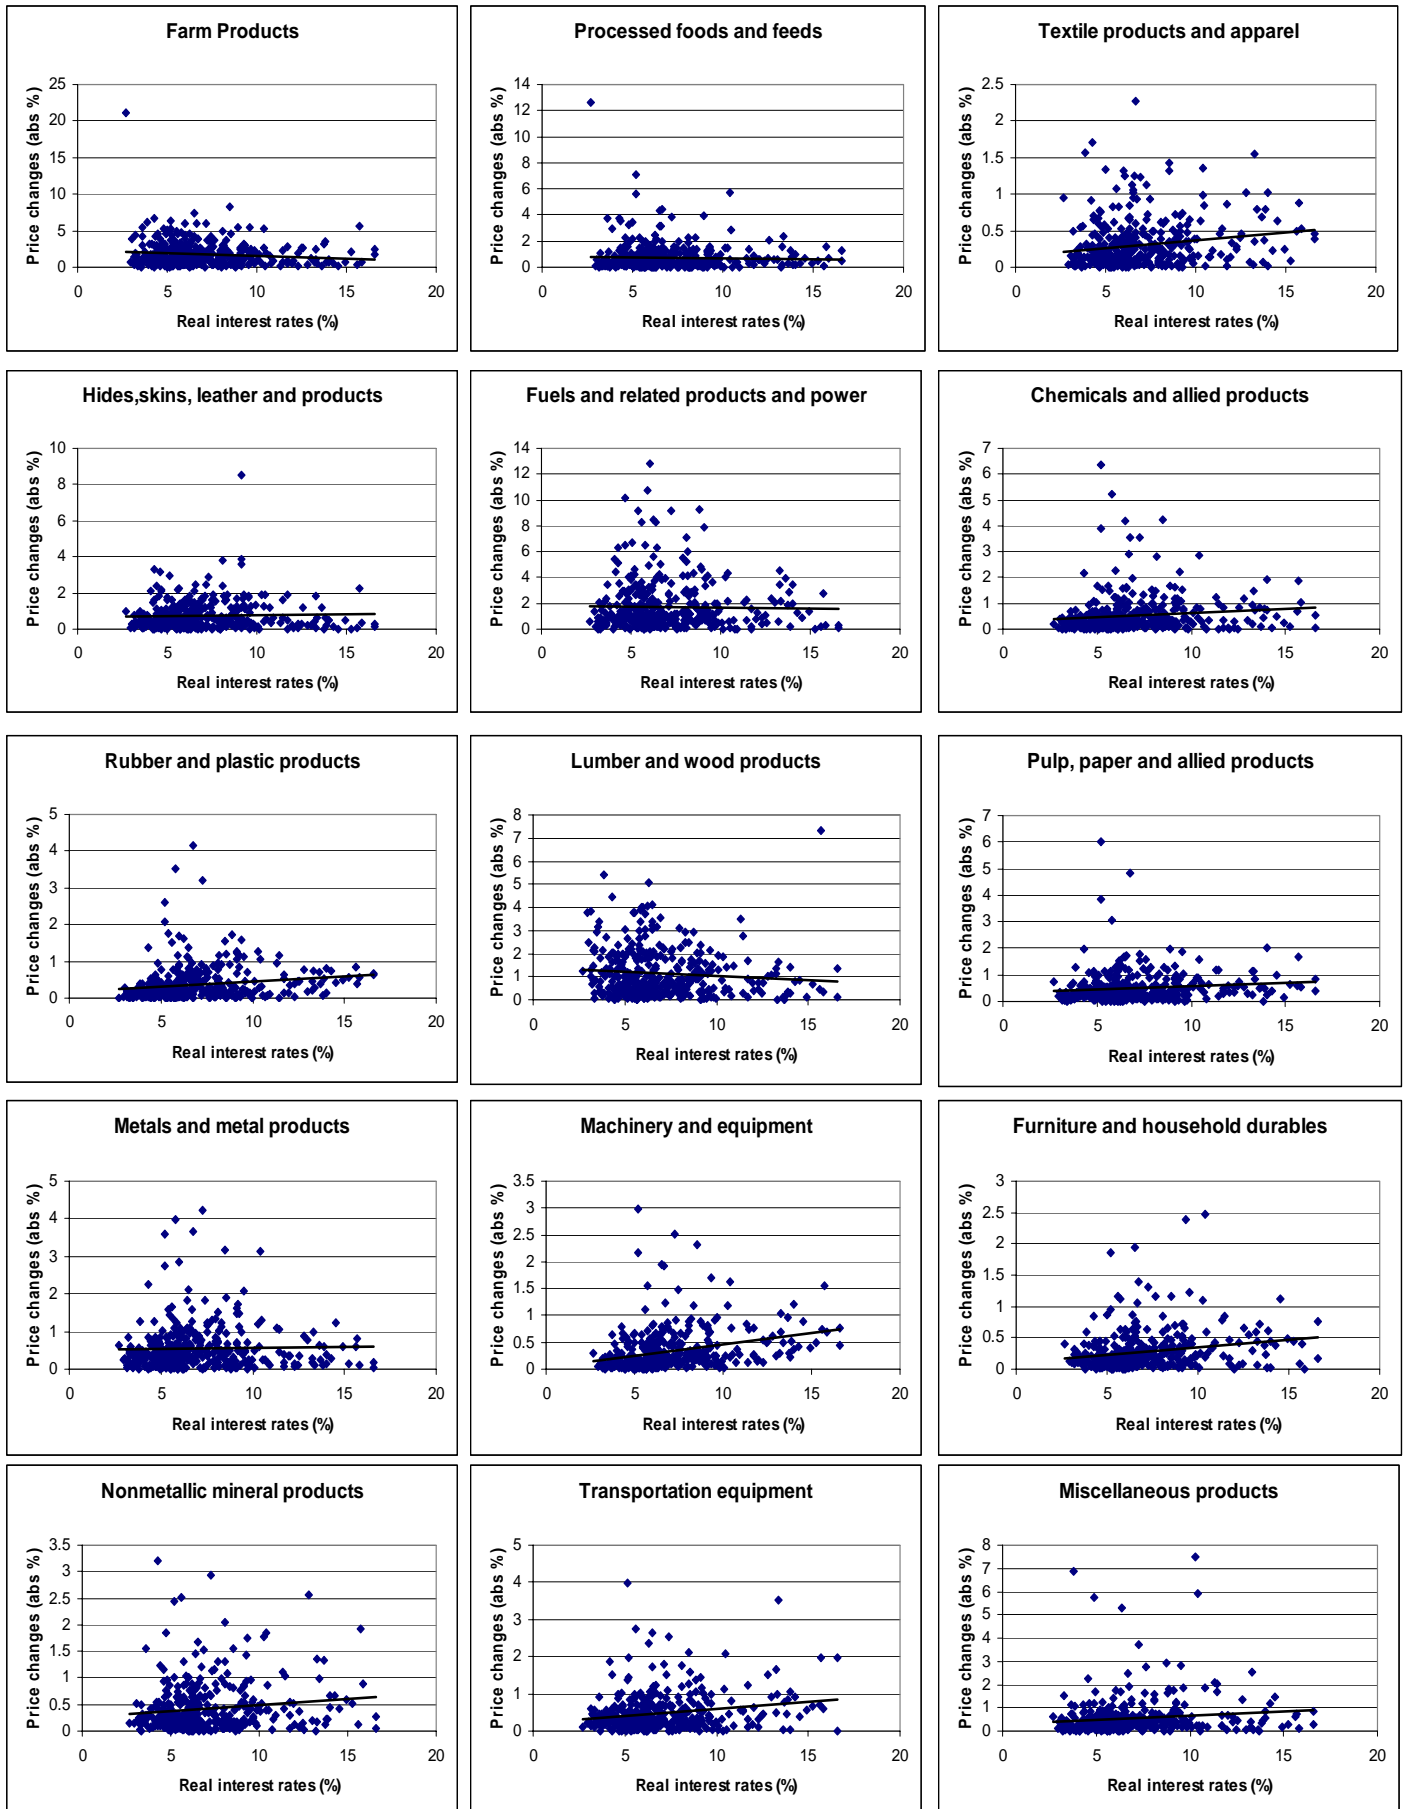 Farm Products
Price changes (abs %)
25
20
15
10
5
0
0 5 10 15 20
Real interest rates (%)
Processed foods and feeds
Price changes (abs %)
14
12
10
8
6
4
2
0
0 5 10 15 20
Real interest rates (%)
Textile products and apparel
Price changes (abs %)
2.5
2
1.5
1
0.5
0
0 5 10 15 20
Real interest rates (%)
Hides,skins, leather and products
Price changes (abs %)
10
8
6
4
2
0
0 5 10 15 20
Real interest rates (%)
Fuels and related products and power
Price changes (abs %)
14
12
10
8
6
4
2
0
0 5 10 15 20
Real interest rates (%)
Chemicals and allied products
Price changes (abs %)
7
6
5
4
3
2
1
0
0 5 10 15 20
Real interest rates (%)
Rubber and plastic products
Price changes (abs %)
5
4
3
2
1
0
0 5 10 15 20
Real interest rates (%)
Lumber and wood products
Price changes (abs %)
8
7
6
5
4
3
2
1
0
0 5 10 15 20
Real interest rates (%)
Pulp, paper and allied products
Price changes (abs %)
7
6
5
4
3
2
1
0
0 5 10 15 20
Real interest rates (%)
Metals and metal products
Price changes (abs %)
5
4
3
2
1
0
0 5 10 15 20
Real interest rates (%)
Machinery and equipment
Price changes (abs %)
3.5
3
2.5
2
1.5
1
0.5
0
0 5 10 15 20
Real interest rates (%)
Furniture and household durables
Price changes (abs %)
3
2.5
2
1.5
1
0.5
0
0 5 10 15 20
Real interest rates (%)
Nonmetallic mineral products
Price changes (abs %)
3.5
3
2.5
2
1.5
1
0.5
0
0 5 10 15 20
Real interest rates (%)
Transportation equipment
Price changes (abs %)
5
4
3
2
1
0
0 5 10 15 20
Real interest rates (%)
Miscellaneous products
Price changes (abs %)
8
7
6
5
4
3
2
1
0
0 5 10 15 20
Real interest rates (%)